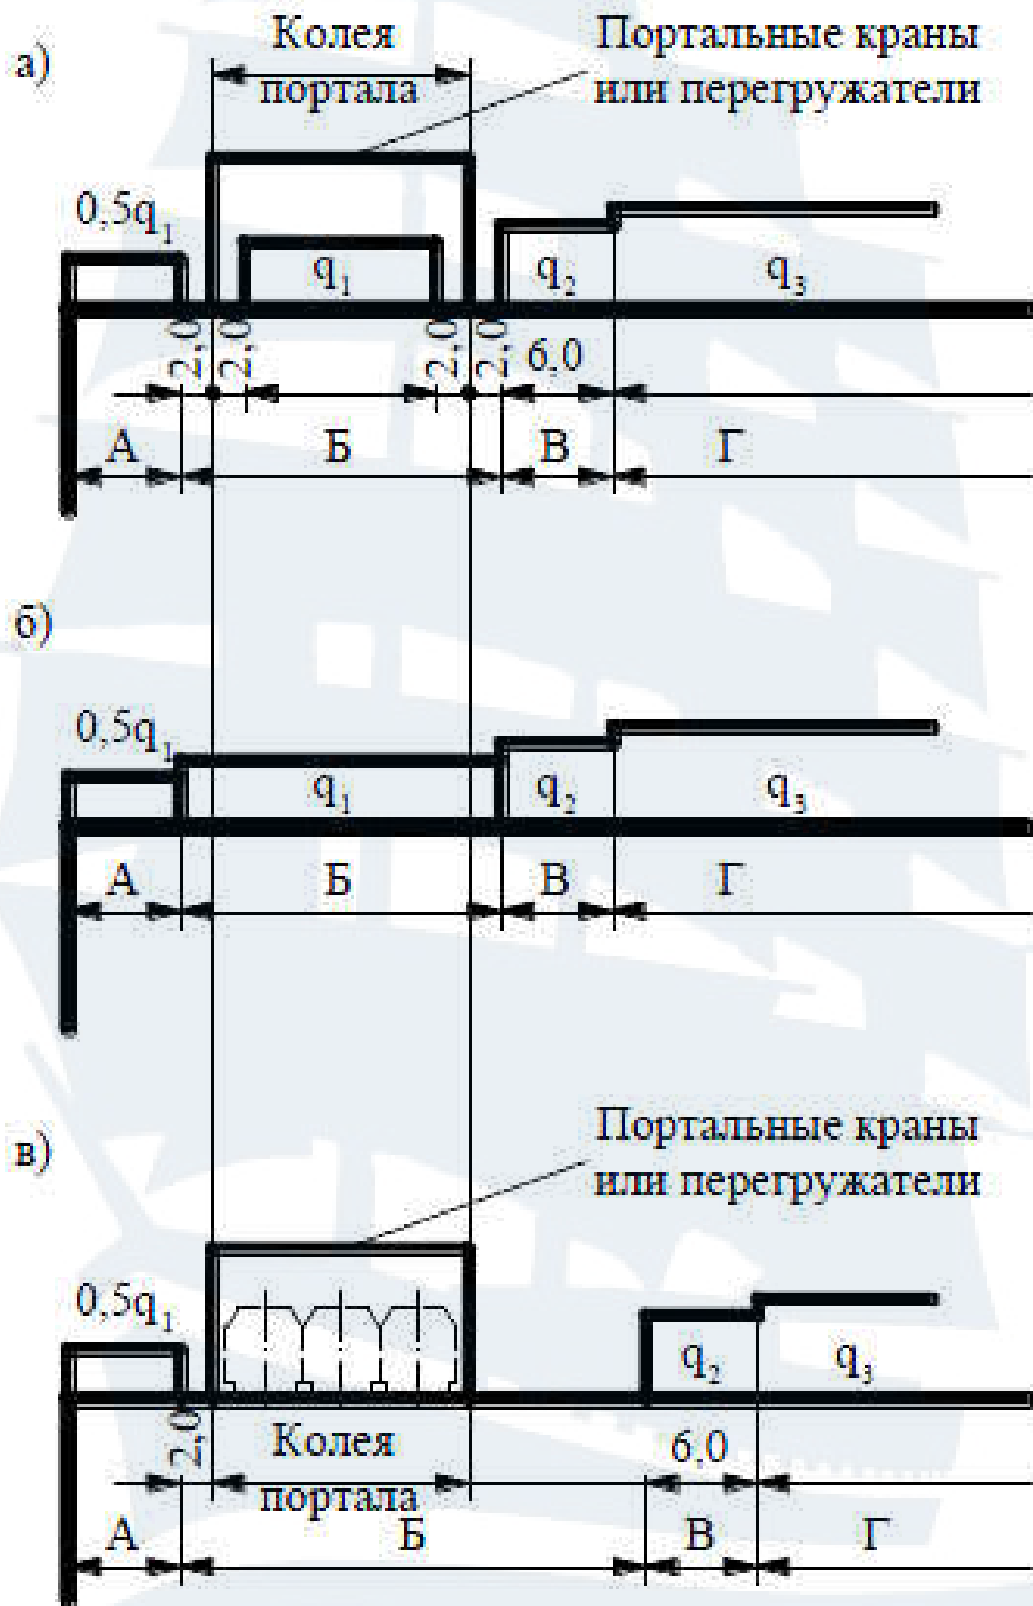 а)
Колея
портала
Портальные краны
или перегружатели
0,5q₁
q₁
q₂
q₃
2,0
2,0
2,0
2,0
6,0
А
Б
В
Г
б)
0,5q₁
q₁
q₂
q₃
А
Б
В
Г
в)
Портальные краны
или перегружатели
0,5q₁
q₂
q₃
2,0
Колея
портала
6,0
А
Б
В
Г